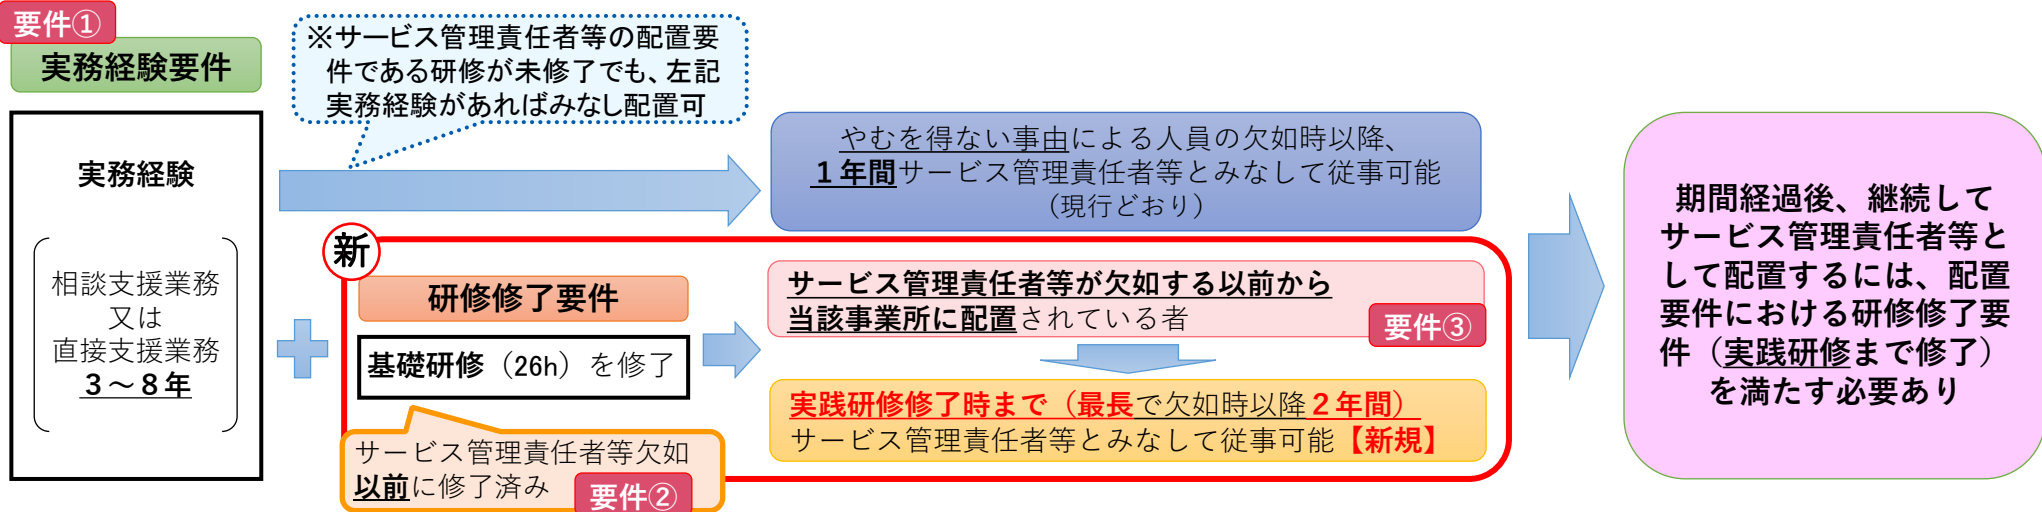 要件①
実務経験要件
実務経験
相談支援業務
又は
直接支援業務
３～８年
※サービス管理責任者等の配置要
件である研修が未修了でも、左記
実務経験があればみなし配置可
やむを得ない事由による人員の欠如時以降、
１年間サービス管理責任者等とみなして従事可能
（現行どおり）
新
研修修了要件
基礎研修（26h）を修了
サービス管理責任者等欠如
以前に修了済み
要件②
サービス管理責任者等が欠如する以前から
当該事業所に配置されている者
要件③
実践研修修了時まで（最長で欠如時以降２年間）
サービス管理責任者等とみなして従事可能【新規】
期間経過後、継続して
サービス管理責任者等と
して配置するには、配置
要件における研修修了要
件（実践研修まで修了）
を満たす必要あり